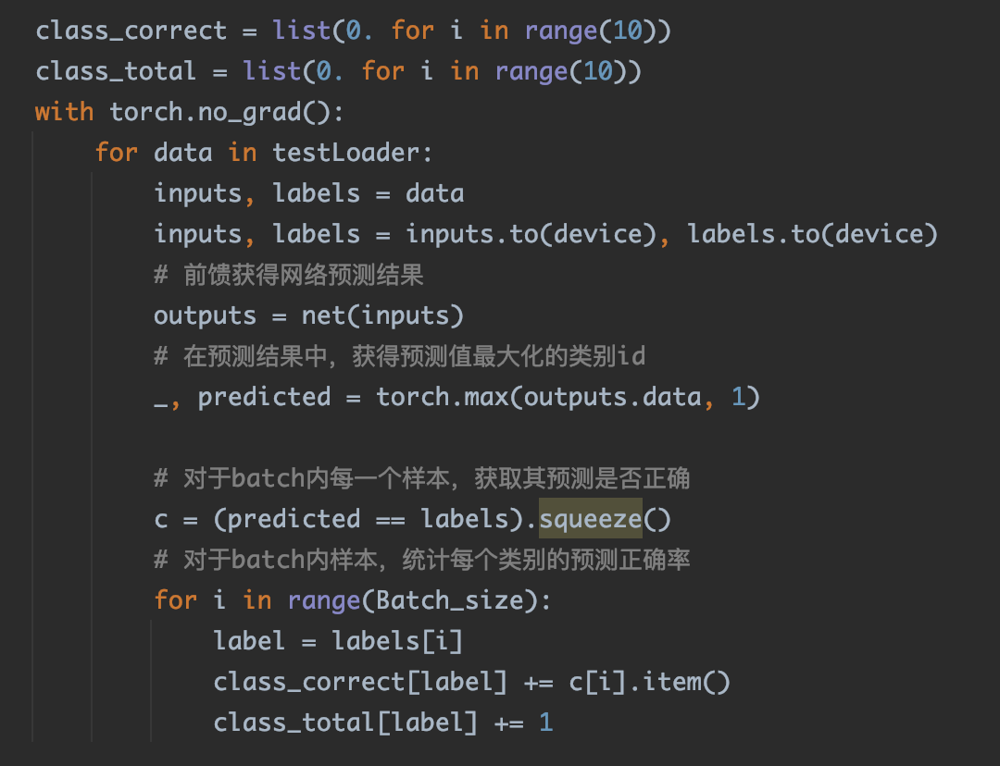 class_correct = list(0. for i in range(10))
class_total = list(0. for i in range(10))
with torch.no_grad():
    for data in testLoader:
        inputs, labels = data
        inputs, labels = inputs.to(device), labels.to(device)
        # 前馈获得网络预测结果
        outputs = net(inputs)
        # 在预测结果中，获得预测值最大化的类别id
        _, predicted = torch.max(outputs.data, 1)

        # 对于batch内每一个样本，获取其预测是否正确
        c = (predicted == labels).squeeze()
        # 对于batch内样本，统计每个类别的预测正确率
        for i in range(Batch_size):
            label = labels[i]
            class_correct[label] += c[i].item()
            class_total[label] += 1